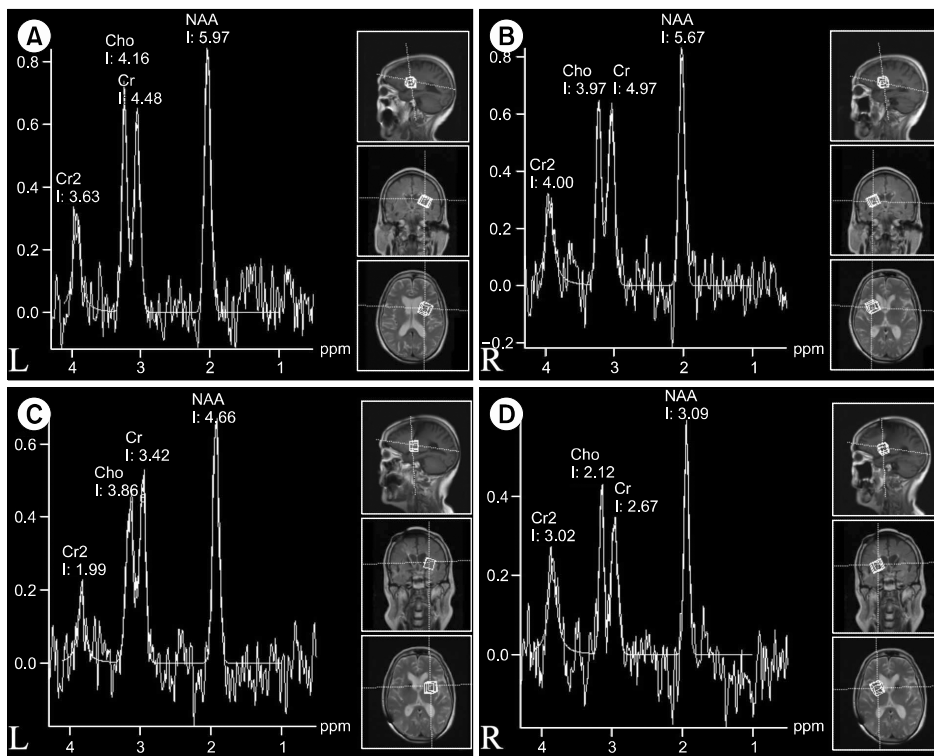 A
NAA
I: 5.97
Cho
I: 4.16
Cr
I: 4.48
Cr2
I: 3.63
0.8
0.6
0.4
0.2
0.0
L
4
3
2
1
ppm
B
NAA
I: 5.67
Cho
I: 3.97
Cr
I: 4.97
Cr2
I: 4.00
0.8
0.6
0.4
0.2
0.0
−0.2
R
4
3
2
1
ppm
C
NAA
I: 4.66
Cr
I: 3.42
Cho
I: 3.86
Cr2
I: 1.99
0.6
0.4
0.2
0.0
L
4
3
2
1
ppm
D
NAA
I: 3.09
Cho
I: 2.12
Cr
I: 2.67
Cr2
I: 3.02
0.4
0.2
0.0
R
4
3
2
1
ppm